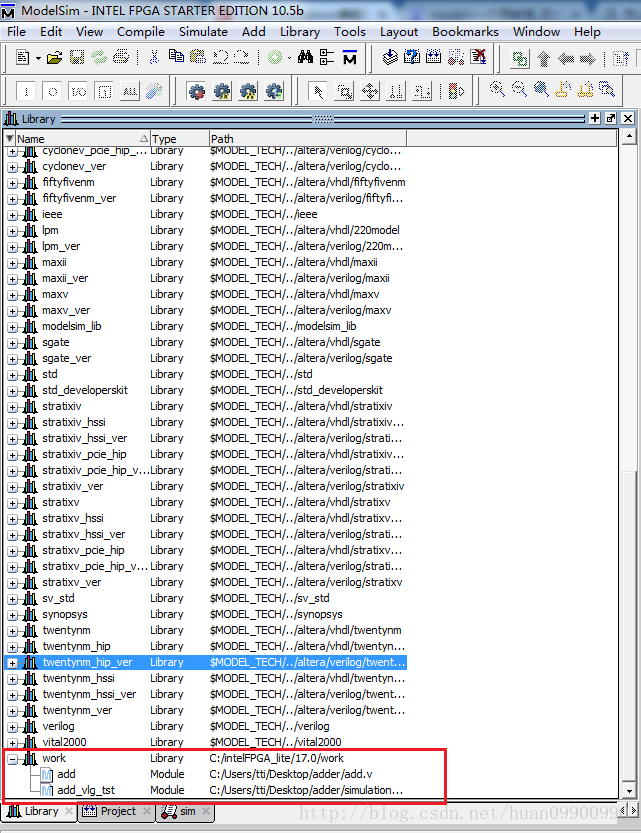 ModelSim - INTEL FPGA STARTER EDITION 10.5b
File Edit View Compile Simulate Add Library Tools Layout Bookmarks Window Help
ALL
M
Library
Name Type Path
cyclonev_pcie_hip_... Library $MODEL_TECH/../altera/verilog/cyclo...
cyclonev_ver Library $MODEL_TECH/../altera/verilog/cyclo...
fiftyfivenm Library $MODEL_TECH/../altera/vhdl/fiftyfivenm
fiftyfivenm_ver Library $MODEL_TECH/../altera/verilog/fiftyfi...
ieee Library $MODEL_TECH/../ieee
lpm Library $MODEL_TECH/../altera/vhdl/220model
lpm_ver Library $MODEL_TECH/../altera/verilog/220m...
maxii Library $MODEL_TECH/../altera/vhdl/maxii
maxii_ver Library $MODEL_TECH/../altera/verilog/maxii
maxv Library $MODEL_TECH/../altera/vhdl/maxv
maxv_ver Library $MODEL_TECH/../altera/verilog/maxv
modelsim_lib Library $MODEL_TECH/../modelsim_lib
sgate Library $MODEL_TECH/../altera/vhdl/sgate
sgate_ver Library $MODEL_TECH/../altera/verilog/sgate
std Library $MODEL_TECH/../std
std_developerskit Library $MODEL_TECH/../std_developerskit
stratixiv Library $MODEL_TECH/../altera/vhdl/stratixiv
stratixiv_hssi Library $MODEL_TECH/../altera/vhdl/stratixiv...
stratixiv_hssi_ver Library $MODEL_TECH/../altera/verilog/strati...
stratixiv_pcie_hip Library $MODEL_TECH/../altera/vhdl/stratixiv...
stratixiv_pcie_hip_v... Library $MODEL_TECH/../altera/verilog/strati...
stratixiv_ver Library $MODEL_TECH/../altera/verilog/stratixiv
stratixv Library $MODEL_TECH/../altera/vhdl/stratixv
stratixv_hssi Library $MODEL_TECH/../altera/vhdl/stratixv...
stratixv_hssi_ver Library $MODEL_TECH/../altera/verilog/strati...
stratixv_pcie_hip Library $MODEL_TECH/../altera/vhdl/stratixv...
stratixv_pcie_hip_v... Library $MODEL_TECH/../altera/verilog/strati...
stratixv_ver Library $MODEL_TECH/../altera/verilog/stratixv
sv_std Library $MODEL_TECH/../sv_std
synopsys Library $MODEL_TECH/../synopsys
twentynm Library $MODEL_TECH/../altera/vhdl/twentynm
twentynm_hip Library $MODEL_TECH/../altera/vhdl/twentyn...
twentynm_hip_ver Library $MODEL_TECH/../altera/verilog/twent...
twentynm_hssi Library $MODEL_TECH/../altera/vhdl/twentyn...
twentynm_hssi_ver Library $MODEL_TECH/../altera/verilog/twent...
twentynm_ver Library $MODEL_TECH/../altera/verilog/twent...
verilog Library $MODEL_TECH/../verilog
vital2000 Library $MODEL_TECH/../vital2000
work Library C:/intelFPGA_lite/17.0/work
add Module C:/Users/tti/Desktop/adder/add.v
add_vlg_tst Module C:/Users/tti/Desktop/adder/simulation...
Library Project sim
http://blog.csdn.net/huan09900990